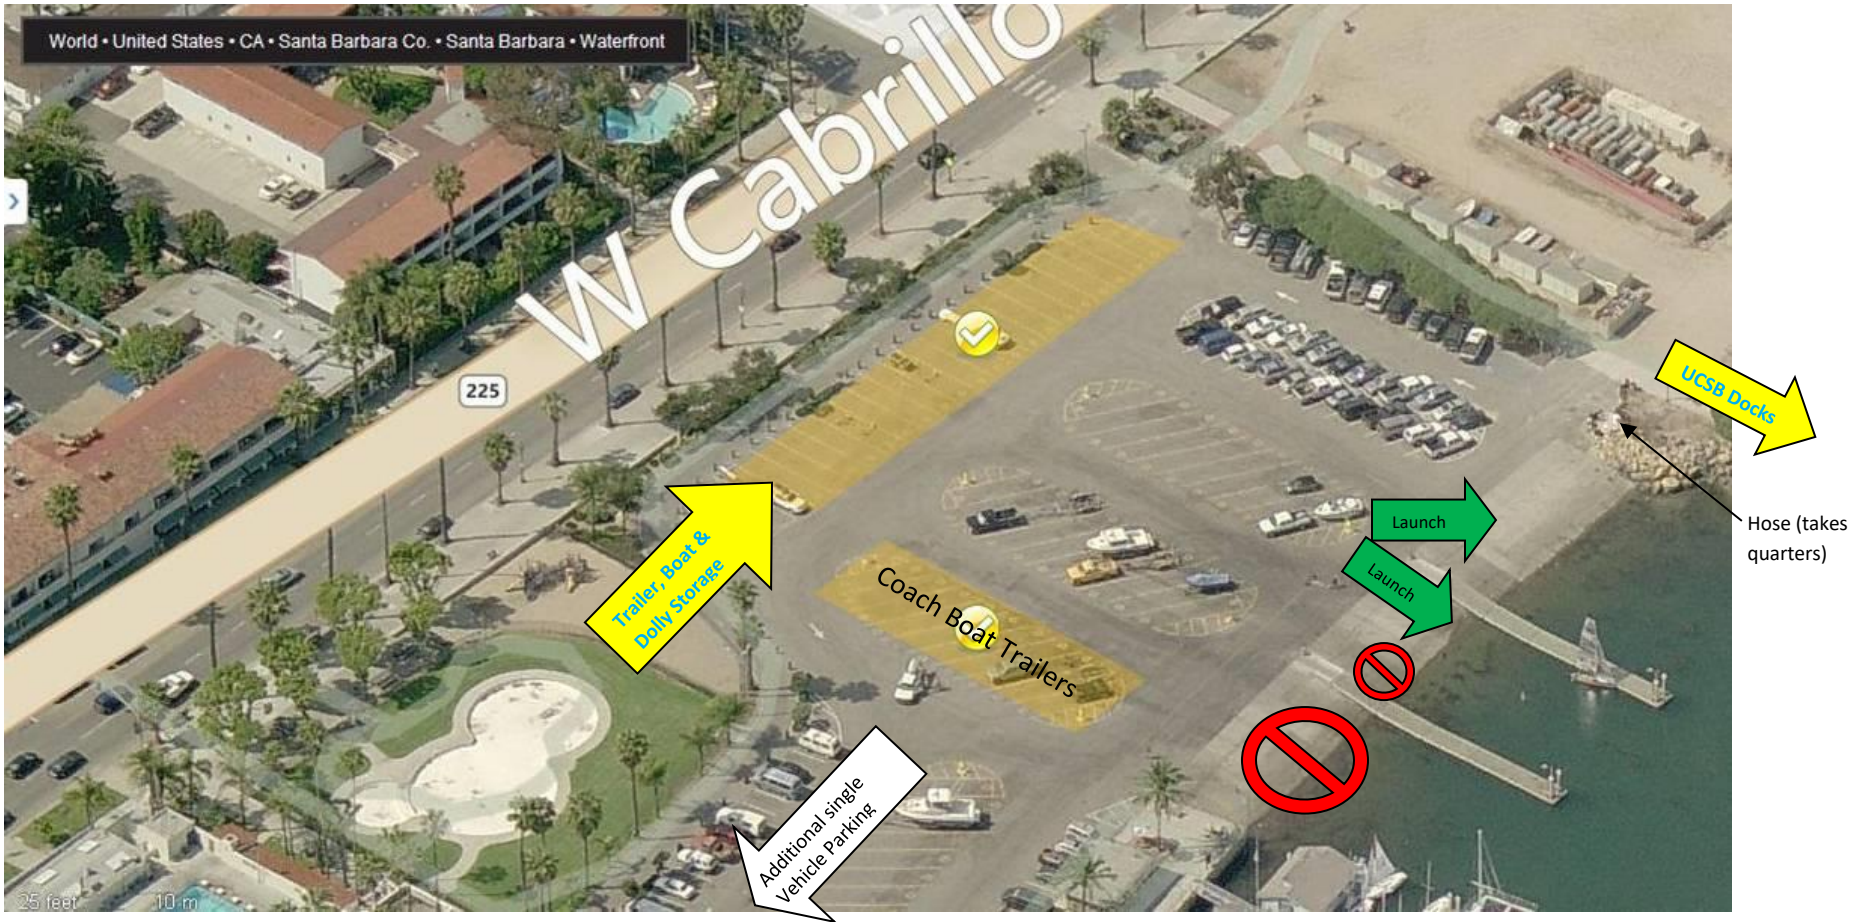 World • United States • CA • Santa Barbara Co. • Santa Barbara • Waterfront
W Cabrillo
225
UCSB Docks
Hose (takes
quarters)
Launch
Launch
Trailer, Boat &
Dolly Storage
Coach Boat Trailers
Additional single
Vehicle Parking
25 feet
10 m